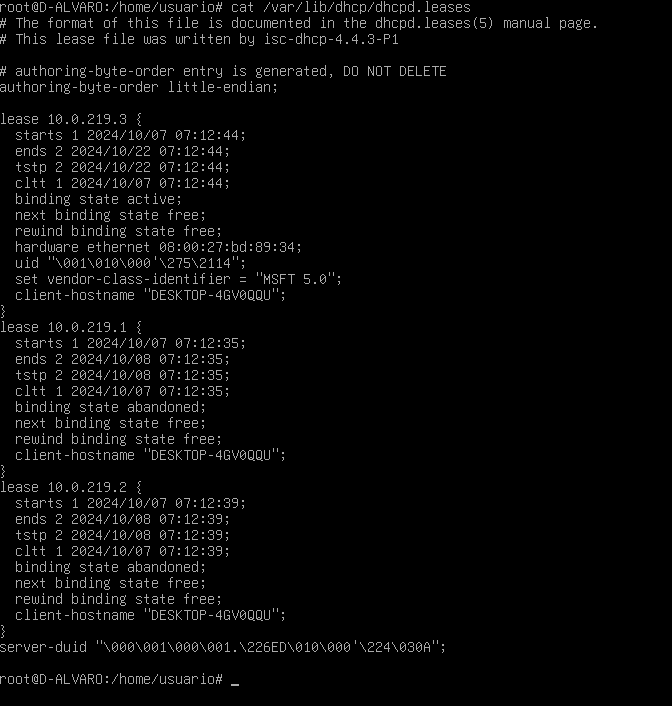 root@D-ALVARO:/home/usuario# cat /var/lib/dhcp/dhcpd.leases
# The format of this file is documented in the dhcpd.leases(5) manual page.
# This lease file was written by isc-dhcp-4.4.3-P1

# authoring-byte-order entry is generated, DO NOT DELETE
authoring-byte-order little-endian;

lease 10.0.219.3 {
  starts 1 2024/10/07 07:12:44;
  ends 2 2024/10/22 07:12:44;
  tstp 2 2024/10/22 07:12:44;
  cltt 1 2024/10/07 07:12:44;
  binding state active;
  next binding state free;
  rewind binding state free;
  hardware ethernet 08:00:27:bd:89:34;
  uid "\001\010\000'\275\2114";
  set vendor-class-identifier = "MSFT 5.0";
  client-hostname "DESKTOP-4GV0QQU";
}
lease 10.0.219.1 {
  starts 1 2024/10/07 07:12:35;
  ends 2 2024/10/08 07:12:35;
  tstp 2 2024/10/08 07:12:35;
  cltt 1 2024/10/07 07:12:35;
  binding state abandoned;
  next binding state free;
  rewind binding state free;
  client-hostname "DESKTOP-4GV0QQU";
}
lease 10.0.219.2 {
  starts 1 2024/10/07 07:12:39;
  ends 2 2024/10/08 07:12:39;
  tstp 2 2024/10/08 07:12:39;
  cltt 1 2024/10/07 07:12:39;
  binding state abandoned;
  next binding state free;
  rewind binding state free;
  client-hostname "DESKTOP-4GV0QQU";
}
server-duid "\000\001\000\001.\226ED\010\000'\224\030A";

root@D-ALVARO:/home/usuario# _